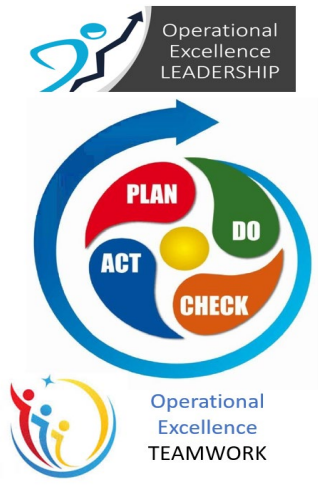 Operational
Excellence
LEADERSHIP
PLAN
DO
ACT
CHECK
Operational
Excellence
TEAMWORK